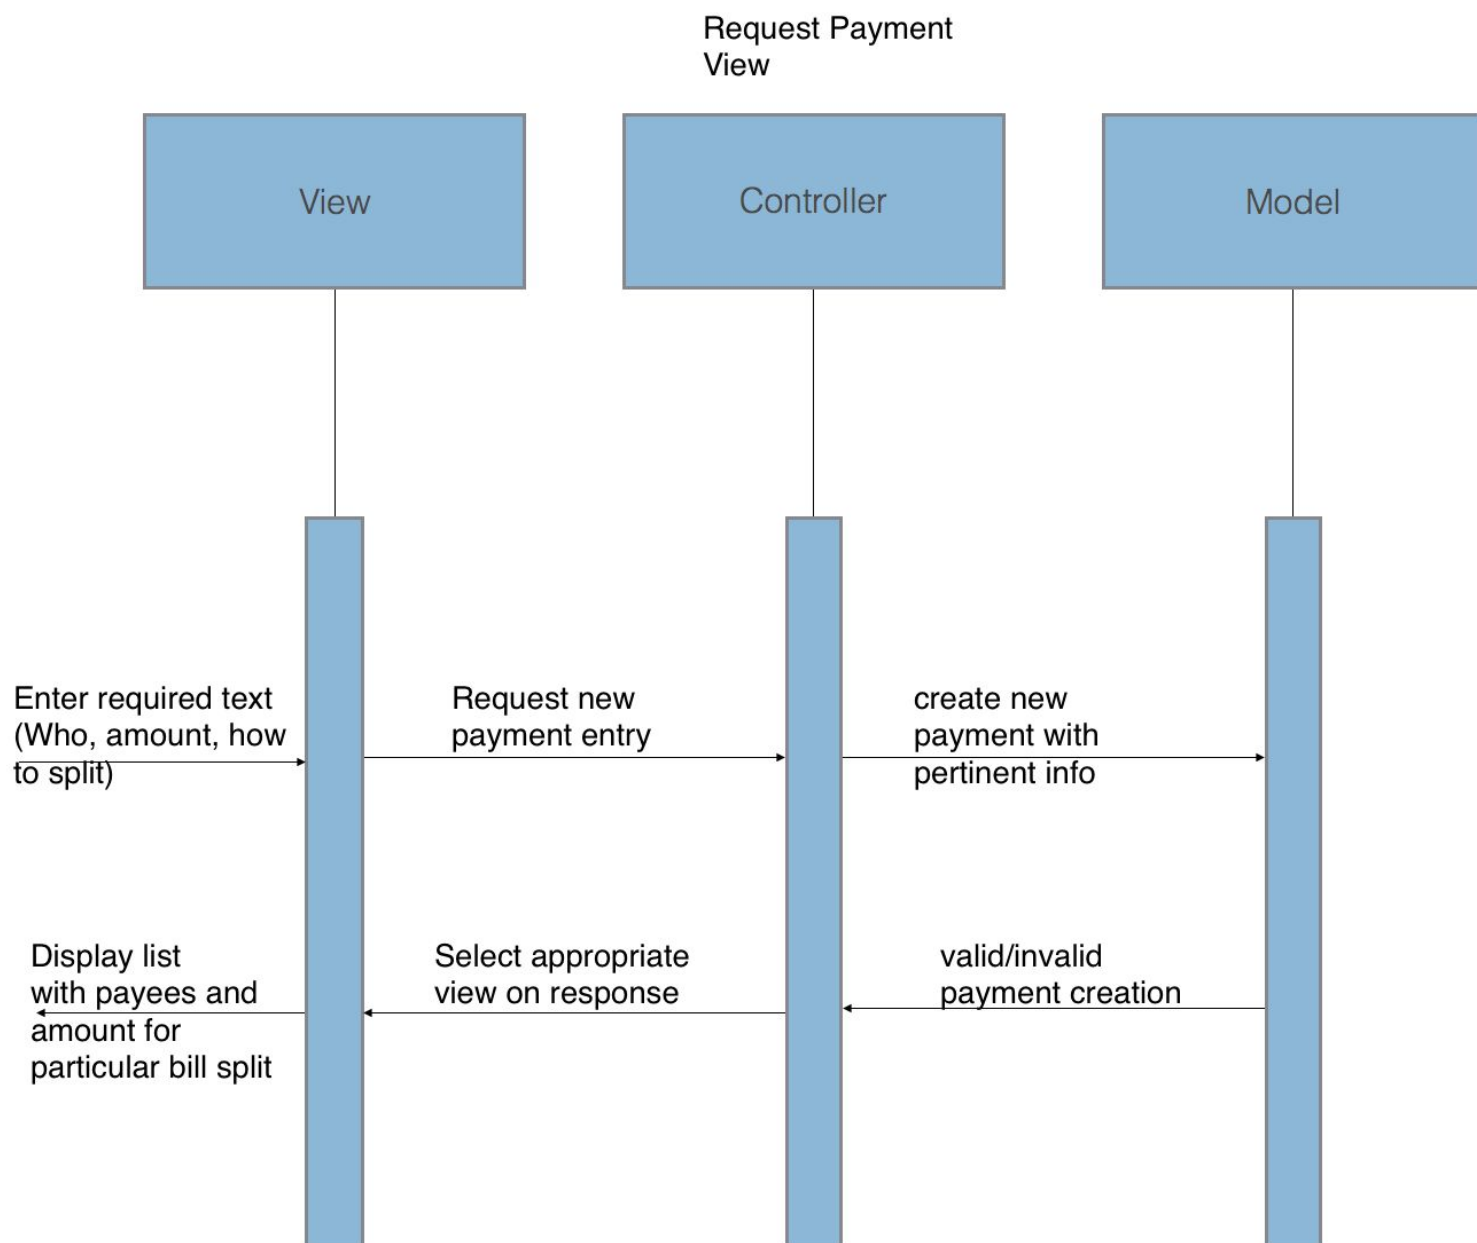 Request Payment
View
View
Controller
Model
Enter required text
(Who, amount, how
to split)
Request new
payment entry
create new
payment with
pertinent info
Display list
with payees and
amount for
particular bill split
Select appropriate
view on response
valid/invalid
payment creation